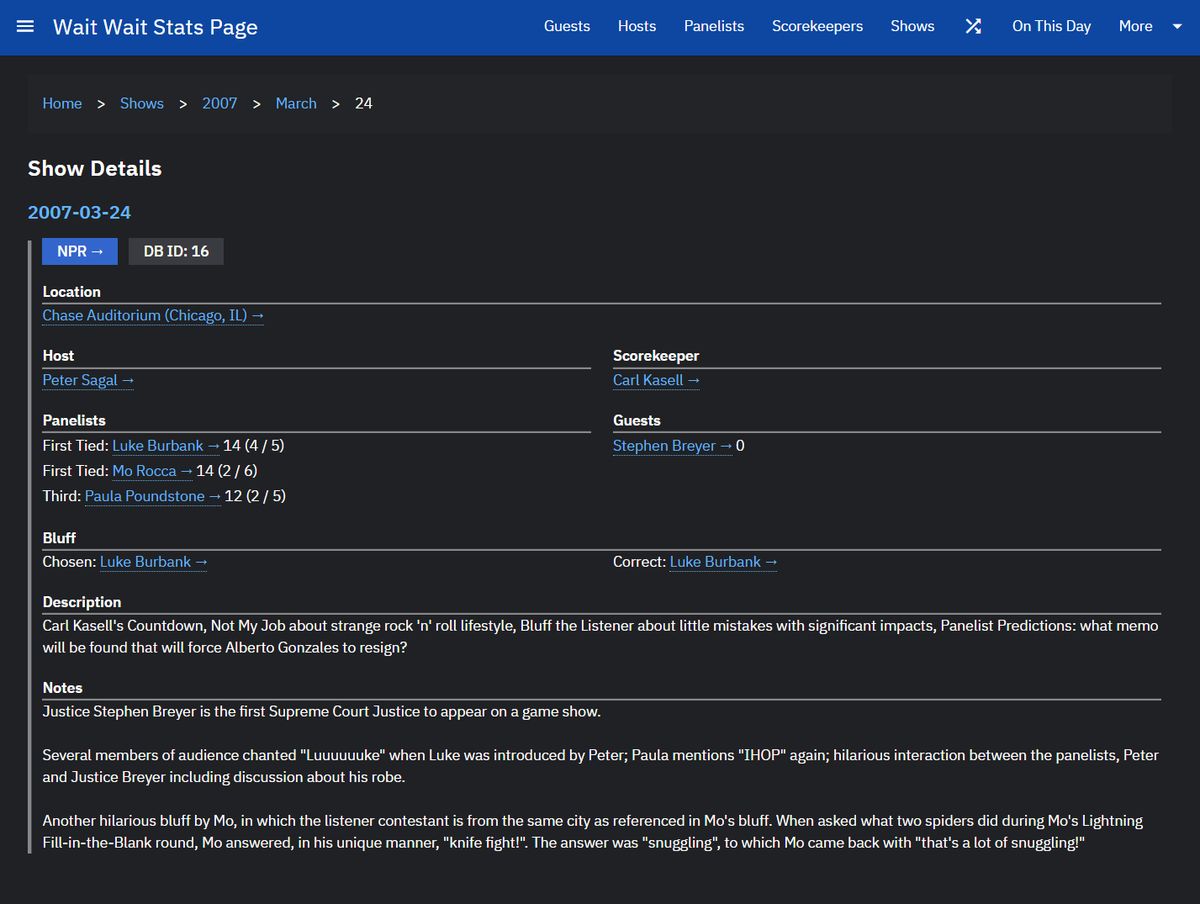 Wait Wait Stats Page
Guests Hosts Panelists Scorekeepers Shows On This Day More
Home > Shows > 2007 > March > 24
Show Details
2007-03-24
NPR → DB ID: 16
Location
Chase Auditorium (Chicago, IL) →
Host
Peter Sagal →
Scorekeeper
Carl Kasell →
Panelists
First Tied: Luke Burbank → 14 (4 / 5)
First Tied: Mo Rocca → 14 (2 / 6)
Third: Paula Poundstone → 12 (2 / 5)
Guests
Stephen Breyer → 0
Bluff
Chosen: Luke Burbank →
Correct: Luke Burbank →
Description
Carl Kasell's Countdown, Not My Job about strange rock 'n' roll lifestyle, Bluff the Listener about little mistakes with significant impacts, Panelist Predictions: what memo
will be found that will force Alberto Gonzales to resign?
Notes
Justice Stephen Breyer is the first Supreme Court Justice to appear on a game show.
Several members of audience chanted "Luuuuuuke" when Luke was introduced by Peter; Paula mentions "IHOP" again; hilarious interaction between the panelists, Peter
and Justice Breyer including discussion about his robe.
Another hilarious bluff by Mo, in which the listener contestant is from the same city as referenced in Mo's bluff. When asked what two spiders did during Mo's Lightning
Fill-in-the-Blank round, Mo answered, in his unique manner, "knife fight!". The answer was "snuggling", to which Mo came back with "that's a lot of snuggling!"